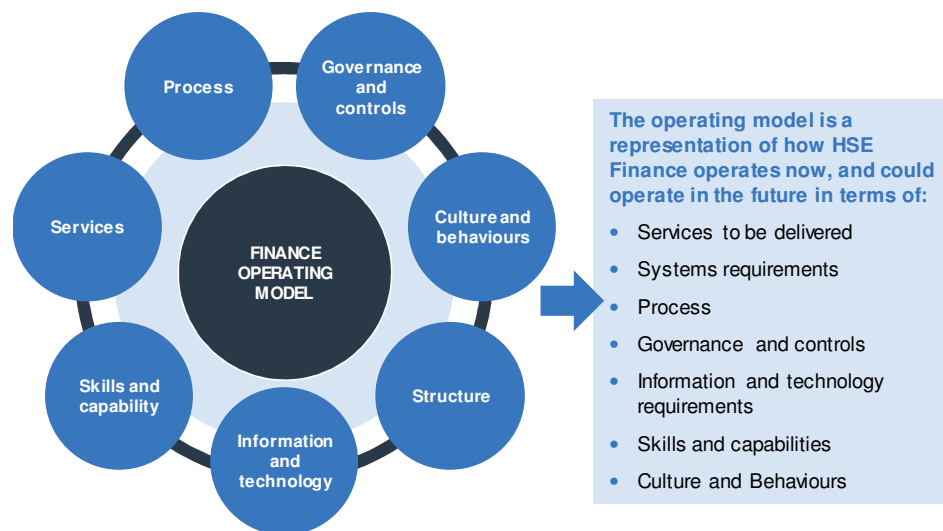 Process
Governance
and
controls
Services
Culture and
behaviours
FINANCE
OPERATING
MODEL
Skills and
capability
Structure
Information
and
technology
The operating model is a
representation of how HSE
Finance operates now, and could
operate in the future in terms of:
• Services to be delivered
• Systems requirements
• Process
• Governance and controls
• Information and technology
requirements
• Skills and capabilities
• Culture and Behaviours